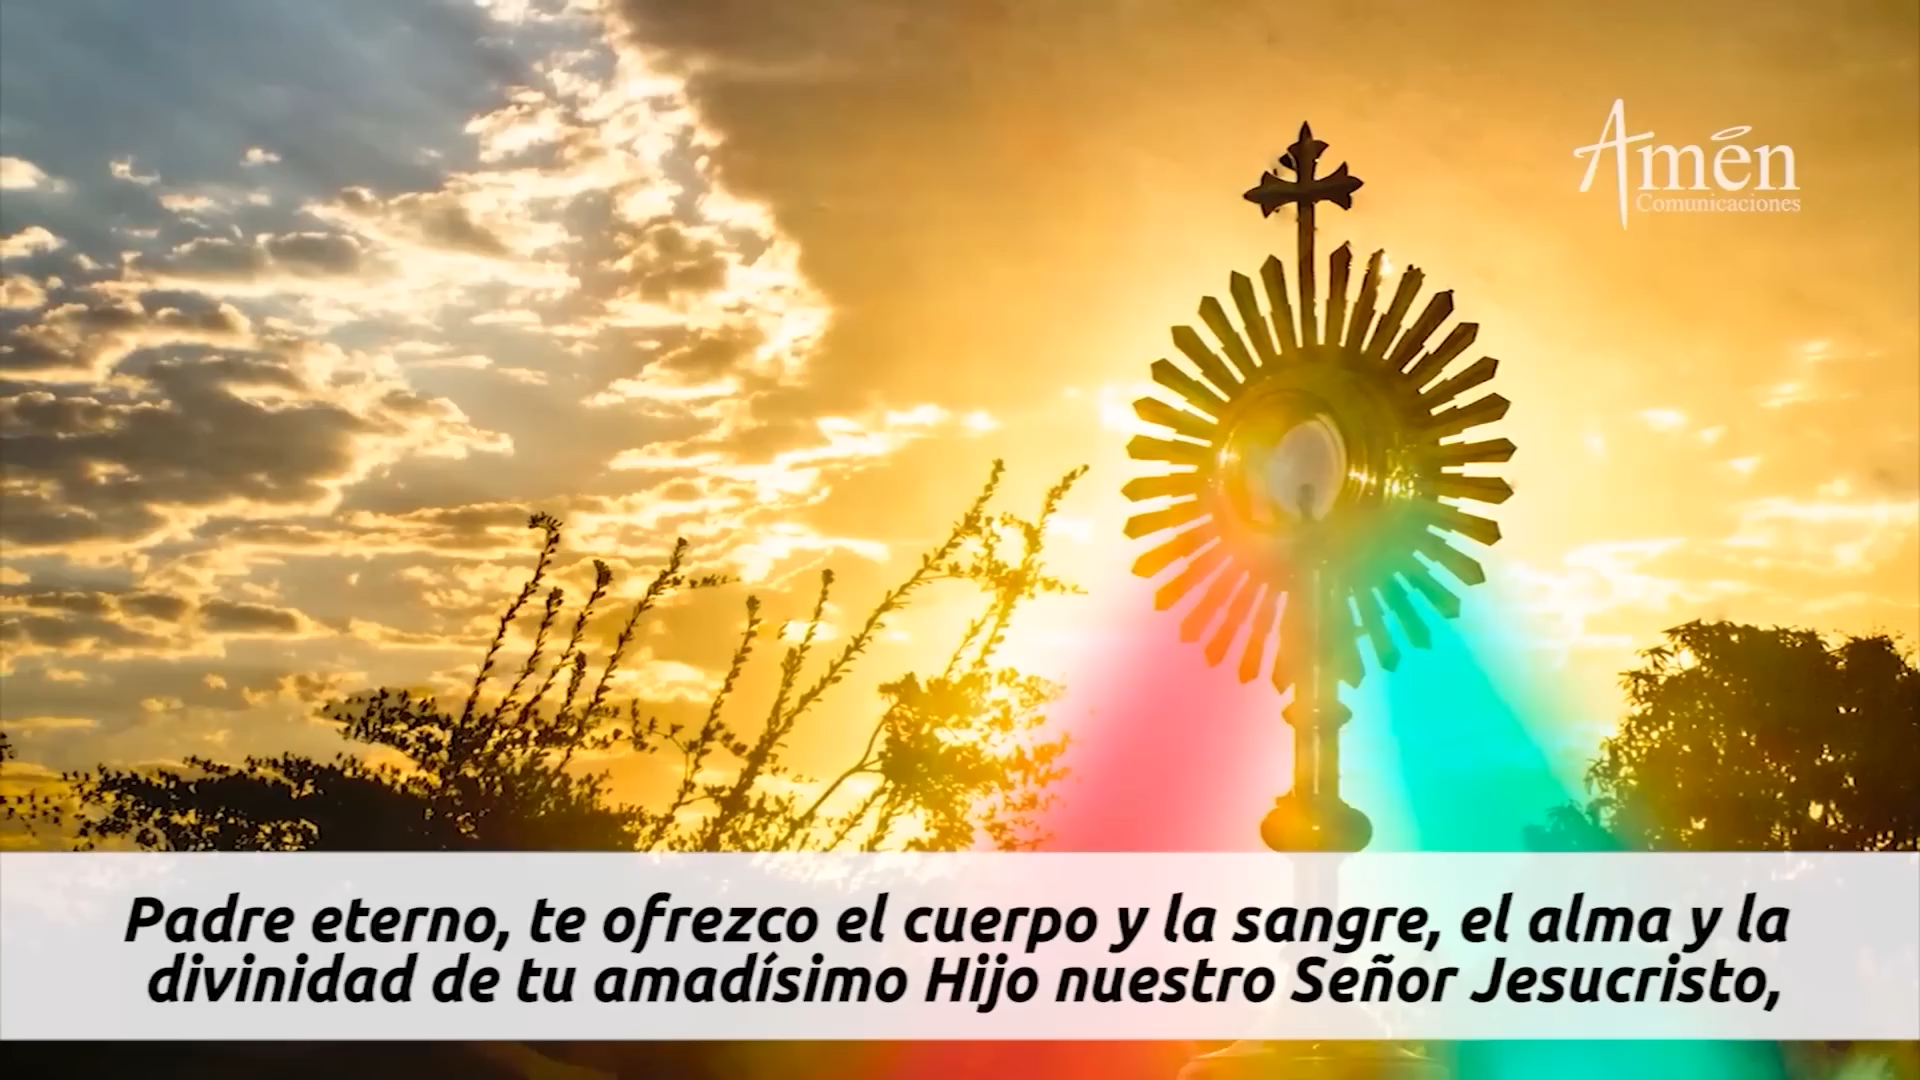 Amén
Comunicaciones
Padre eterno, te ofrezco el cuerpo y la sangre, el alma y la
divinidad de tu amadísimo Hijo nuestro Señor Jesucristo,